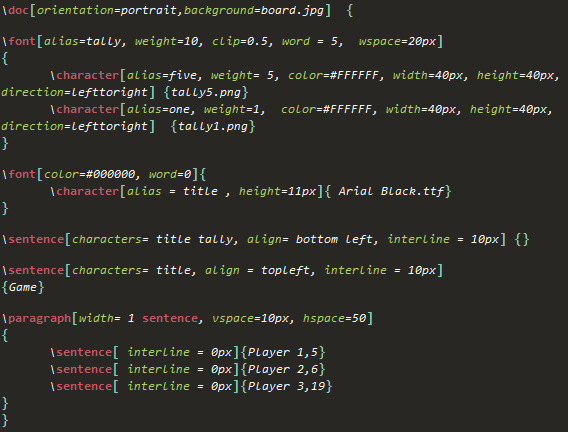 \doc[orientation=portrait,background=board.jpg]  {
\font[alias=tally, weight=10, clip=0.5, word = 5,  wspace=20px]
{
\character[alias=five, weight= 5, color=#FFFFFF, width=40px, height=40px,
direction=lefttoright] {tally5.png}
\character[alias=one, weight=1,  color=#FFFFFF, width=40px, height=40px,
direction=lefttoright]  {tally1.png}
}
\font[color=#000000, word=0]{
\character[alias = title , height=11px]{ Arial Black.ttf}
}
\sentence[characters= title tally, align= bottom left, interline = 10px] {}
\sentence[characters= title, align = topleft, interline = 10px]
{Game}
\paragraph[width= 1 sentence, vspace=10px, hspace=50]
{
\sentence[ interline = 0px]{Player 1,5}
\sentence[ interline = 0px]{Player 2,6}
\sentence[ interline = 0px]{Player 3,19}
}
}